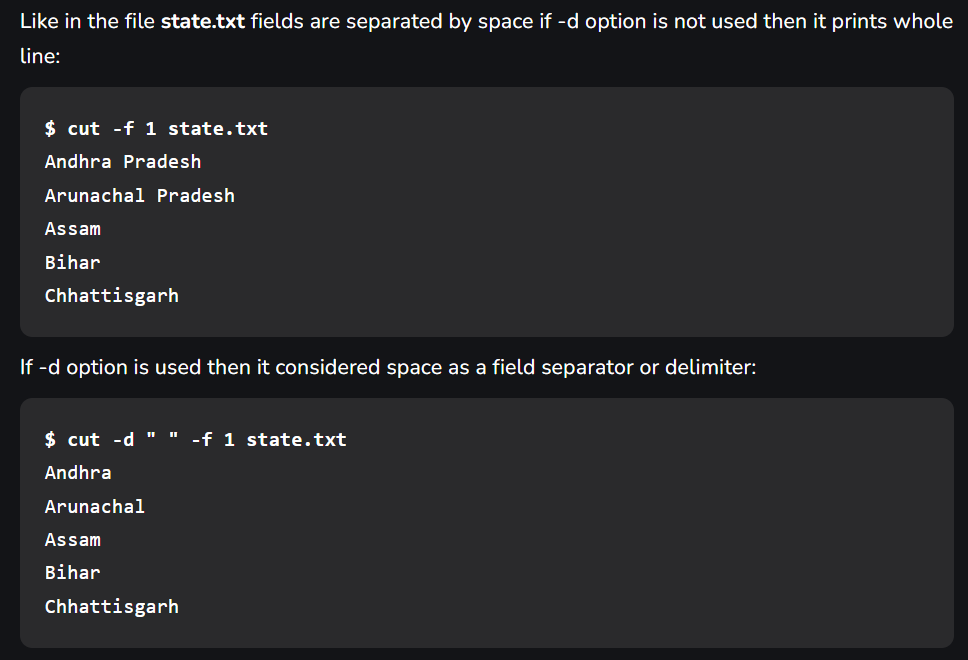 Like in the file state.txt fields are separated by space if -d option is not used then it prints whole
line:
$ cut -f 1 state.txt
Andhra Pradesh
Arunachal Pradesh
Assam
Bihar
Chhattisgarh
If -d option is used then it considered space as a field separator or delimiter:
$ cut -d " " -f 1 state.txt
Andhra
Arunachal
Assam
Bihar
Chhattisgarh